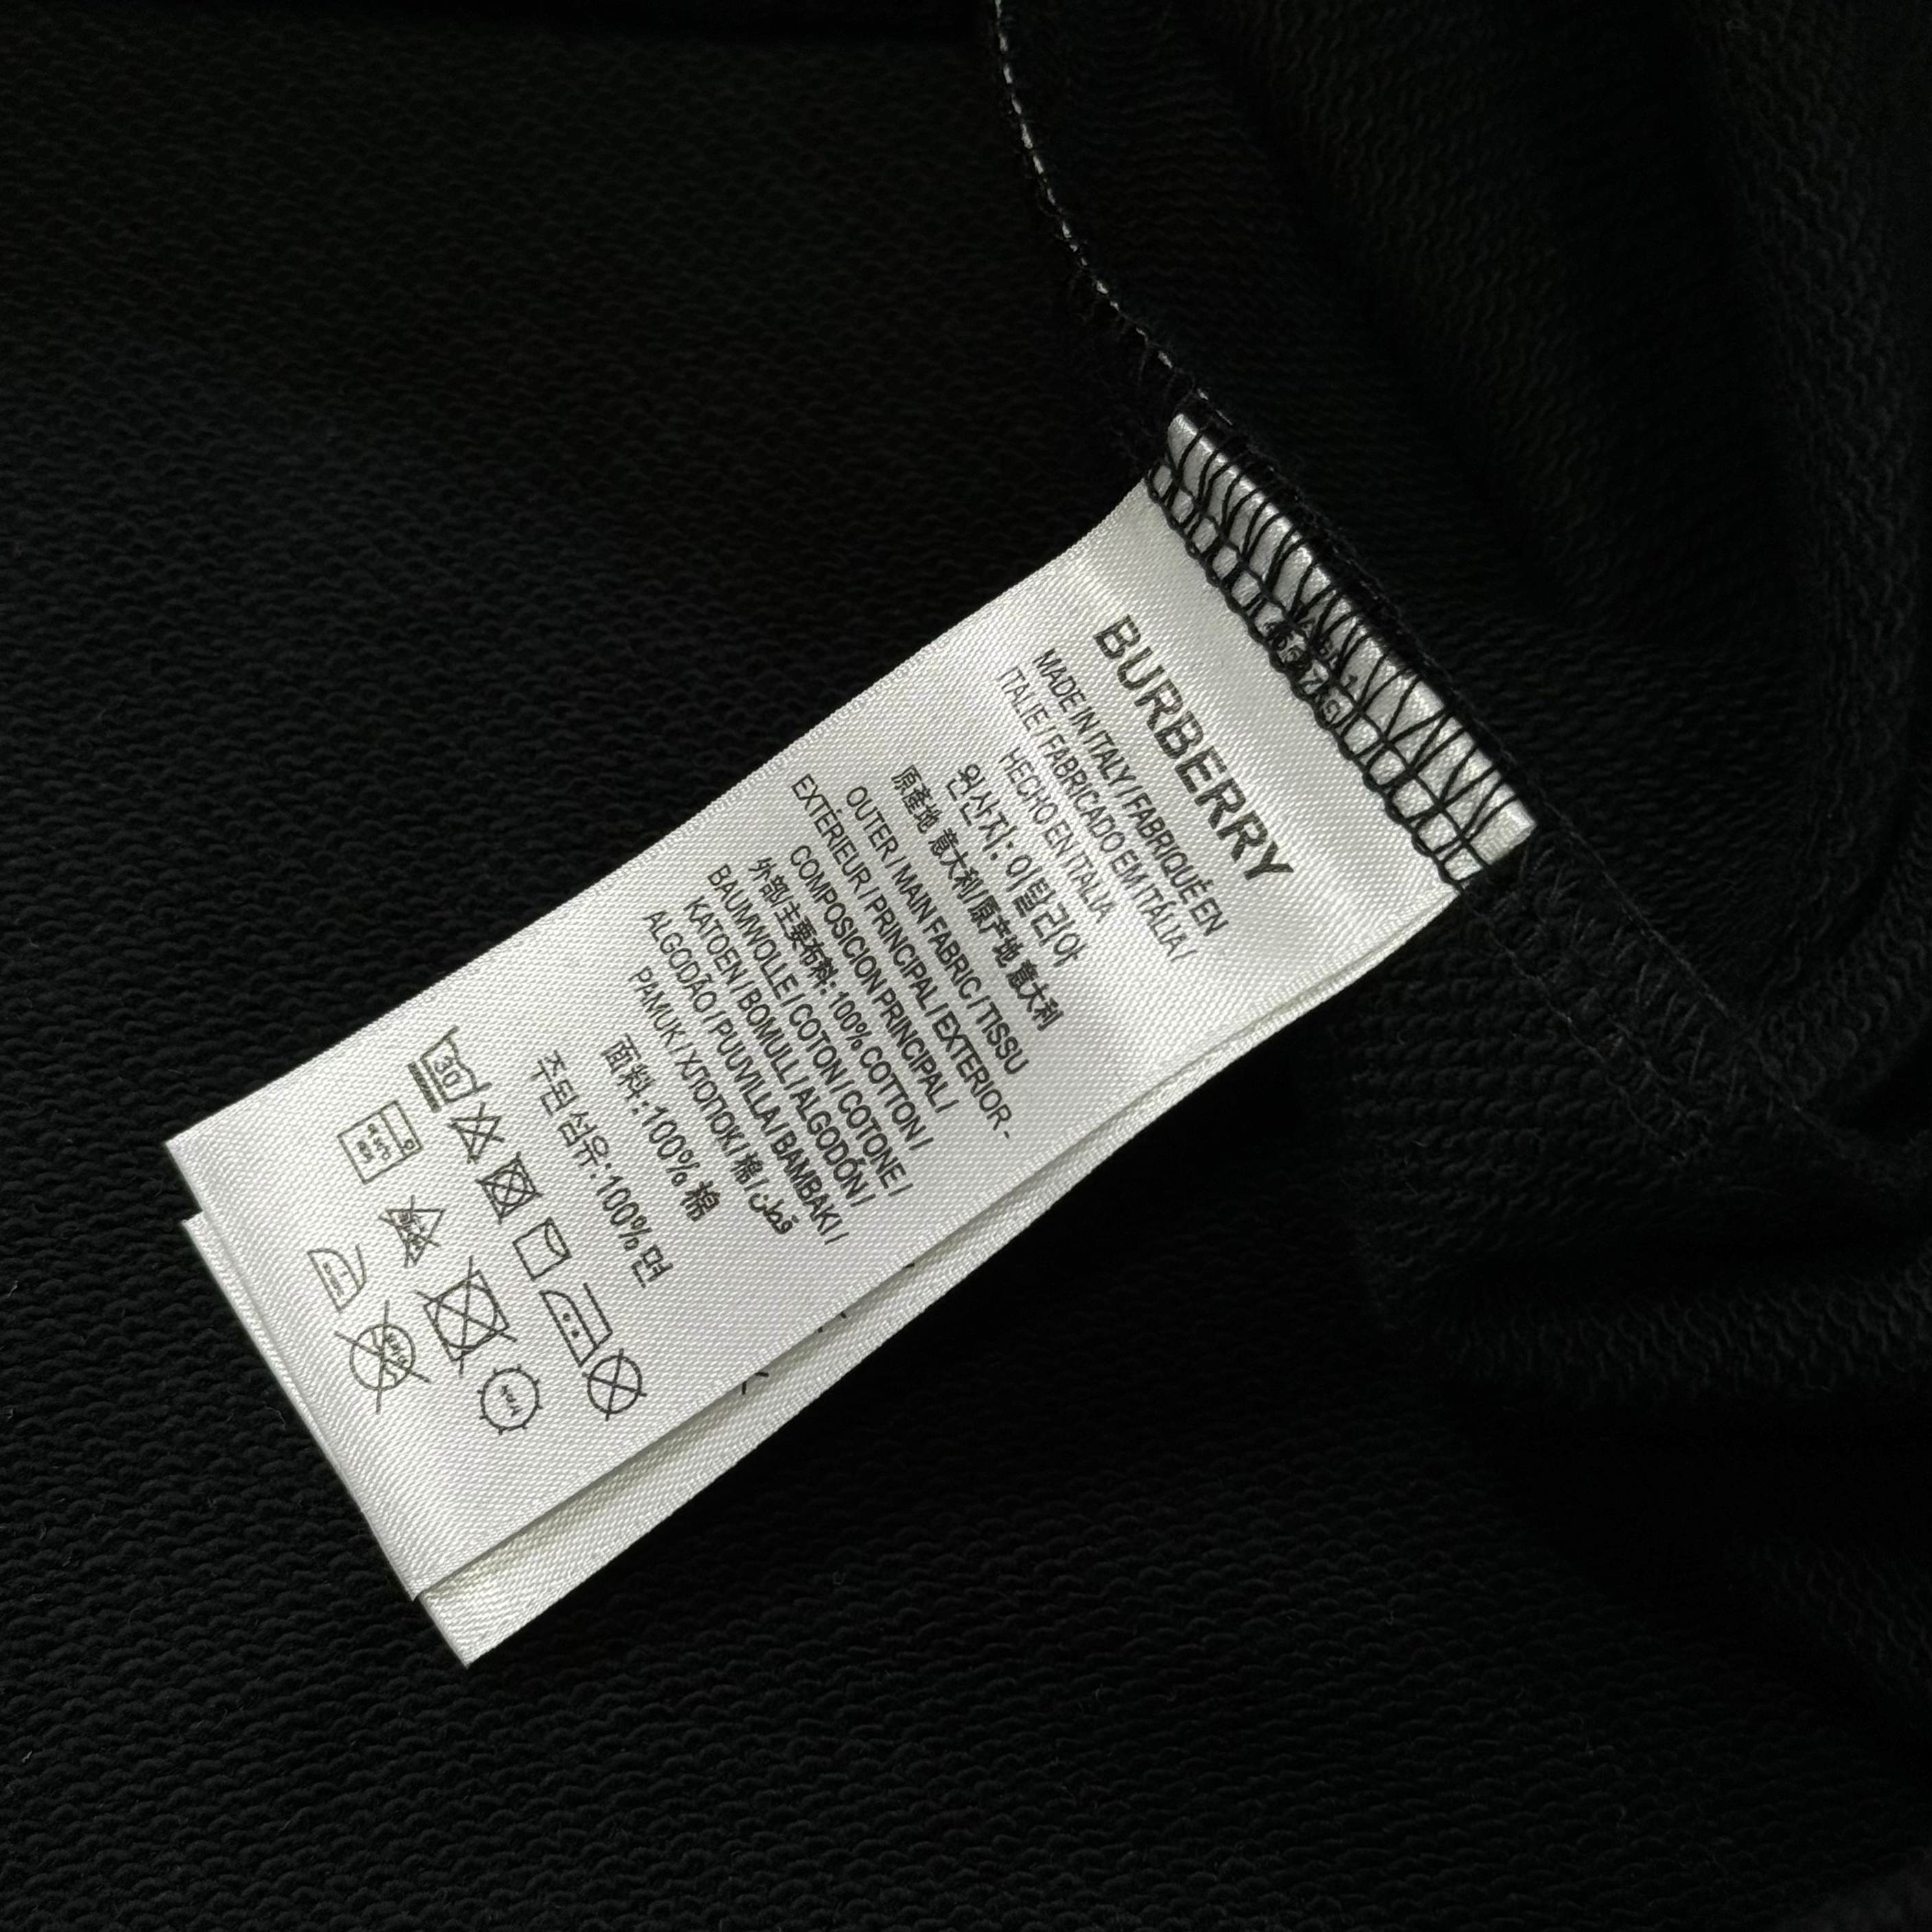 BURBERRY
MADE IN ITALY / FABRIQUÉ EN
ITALIE / FABRICADO EM ITÁLIA /
HECHO EN ITALIA
원산지: 이탈리아
原產地 意大利/原产地 意大利
OUTER / MAIN FABRIC / TISSU
EXTÉRIEUR / PRINCIPAL / EXTERIOR -
COMPOSICION PRINCIPAL /
外部/主要布料: 100% COTTON /
BAUMWOLLE / COTON / COTONE /
KATOEN / BOMULL / ALGODÓN /
ALGODÃO / PUUVILLA / BAMBAKI /
PAMUK / ХЛОПОК / 棉 / قطن
面料:100% 棉
주된 섬유:100% 면
30